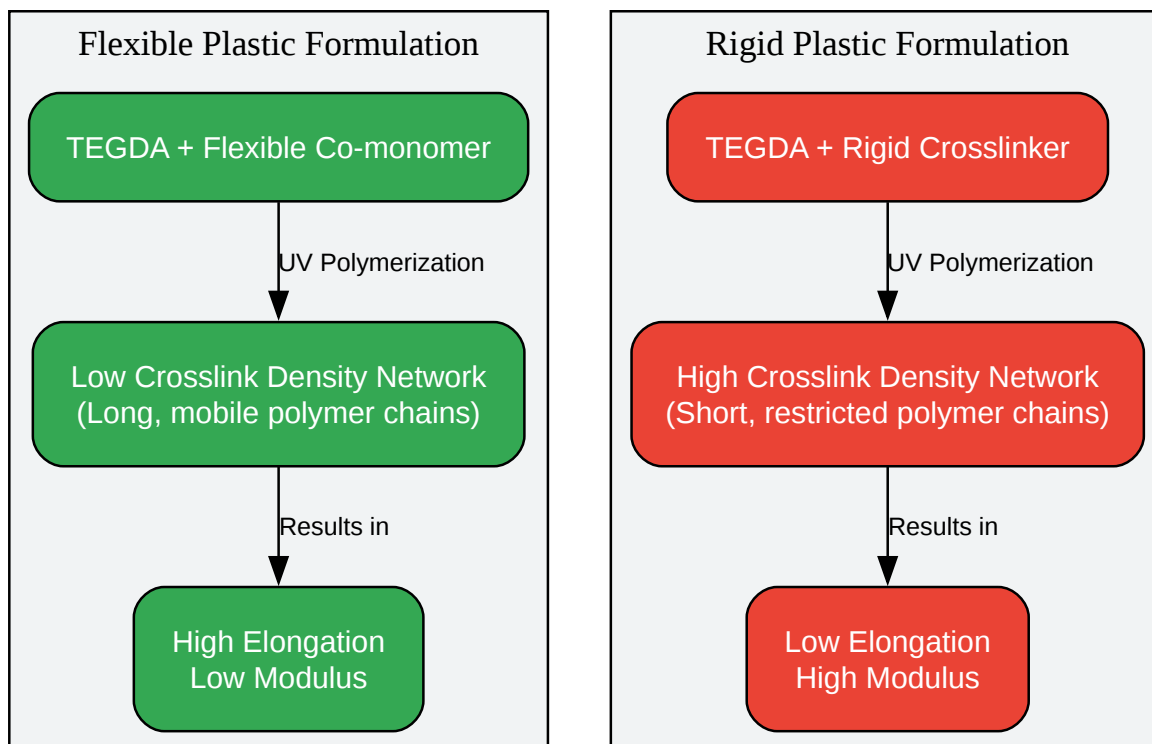 Flexible Plastic Formulation
TEGDA + Flexible Co-monomer
UV Polymerization
Low Crosslink Density Network
(Long, mobile polymer chains)
Results in
High Elongation
Low Modulus
Rigid Plastic Formulation
TEGDA + Rigid Crosslinker
UV Polymerization
High Crosslink Density Network
(Short, restricted polymer chains)
Results in
Low Elongation
High Modulus